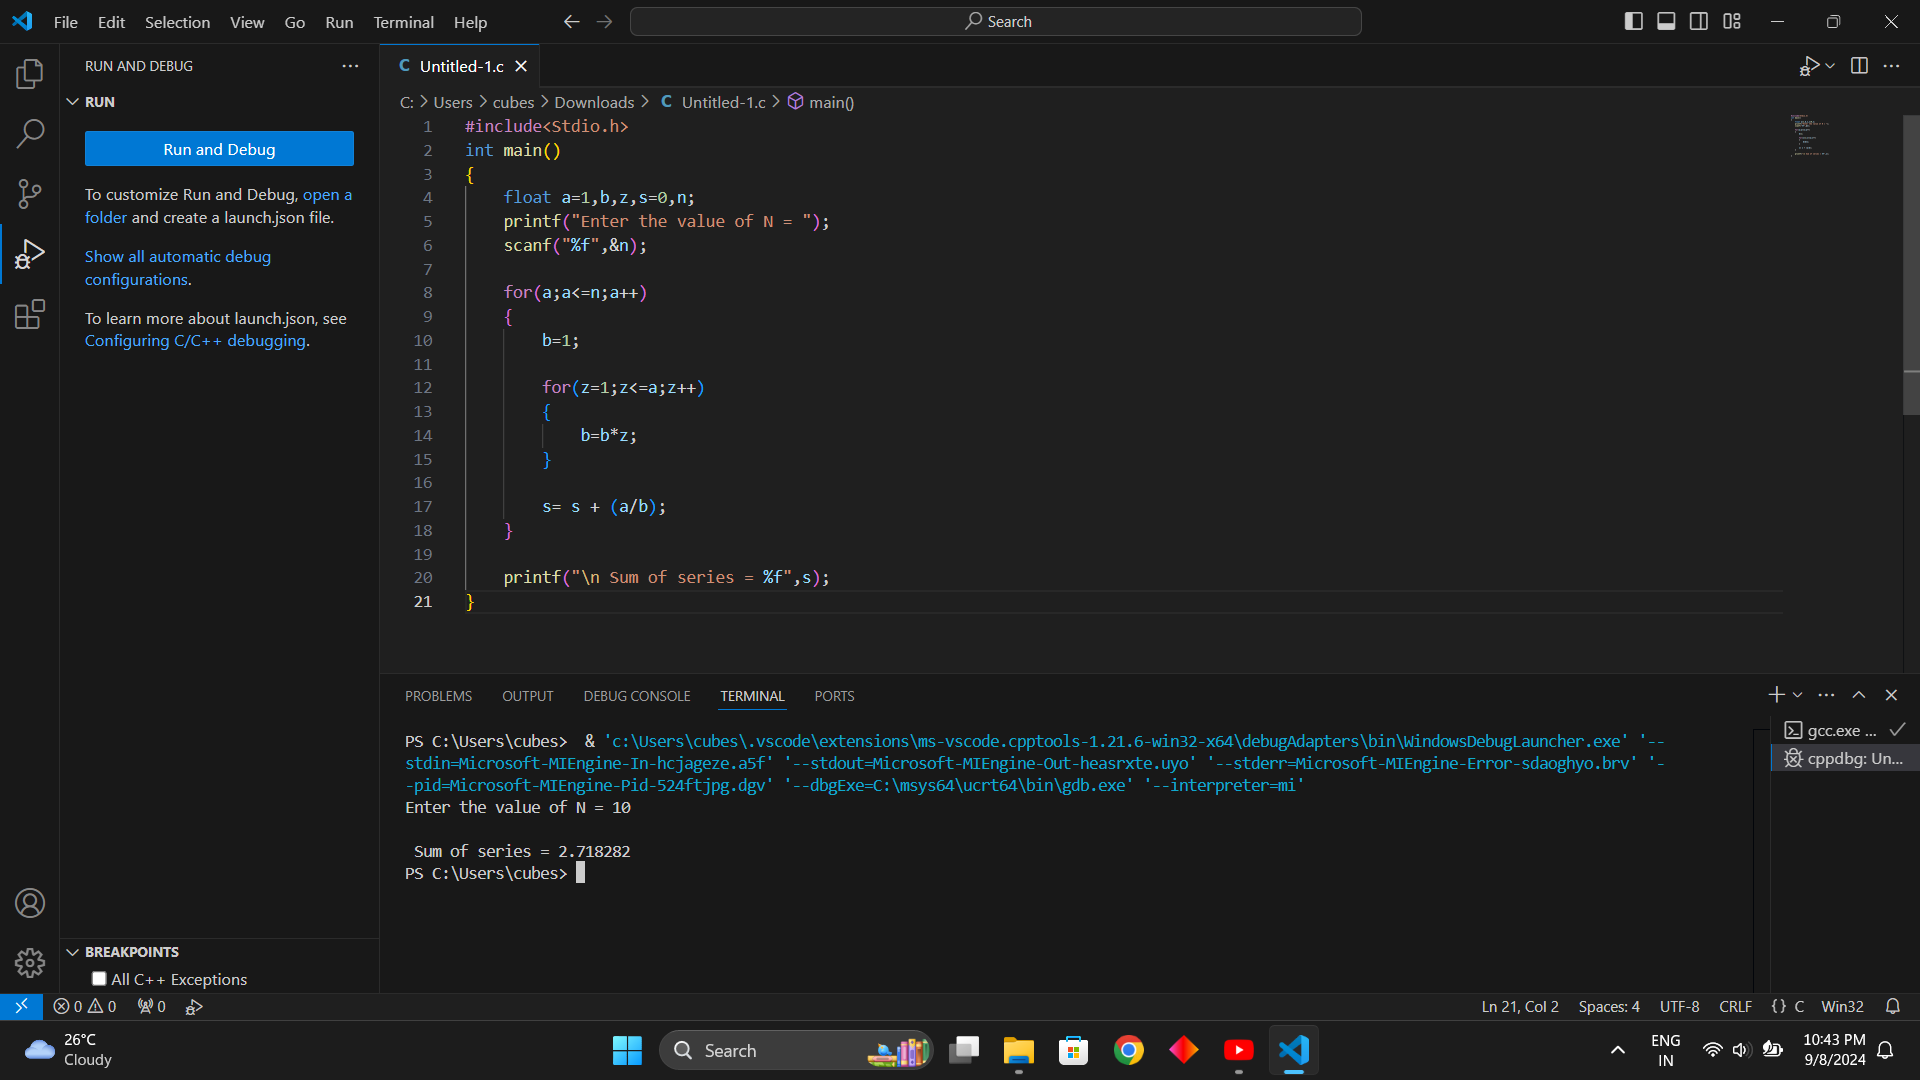 File Edit Selection View Go Run Terminal Help
Search
RUN AND DEBUG
RUN
Run and Debug
To customize Run and Debug, open a
folder and create a launch.json file.
Show all automatic debug
configurations.
To learn more about launch.json, see
Configuring C/C++ debugging.
BREAKPOINTS
All C++ Exceptions
C Untitled-1.c
C: > Users > cubes > Downloads > C Untitled-1.c > main()
1 #include<Stdio.h>
2 int main()
3 {
4 float a=1,b,z,s=0,n;
5 printf("Enter the value of N = ");
6 scanf("%f",&n);
7
8 for(a;a<=n;a++)
9 {
10 b=1;
11
12 for(z=1;z<=a;z++)
13 {
14 b=b*z;
15 }
16
17 s= s + (a/b);
18 }
19
20 printf("\n Sum of series = %f",s);
21 }
PROBLEMS OUTPUT DEBUG CONSOLE TERMINAL PORTS
PS C:\Users\cubes>  & 'c:\Users\cubes\.vscode\extensions\ms-vscode.cpptools-1.21.6-win32-x64\debugAdapters\bin\WindowsDebugLauncher.exe' '--
stdin=Microsoft-MIEngine-In-hcjageze.a5f' '--stdout=Microsoft-MIEngine-Out-heasrxte.uyo' '--stderr=Microsoft-MIEngine-Error-sdaoghyo.brv' '-
-pid=Microsoft-MIEngine-Pid-524ftjpg.dgv' '--dbgExe=C:\msys64\ucrt64\bin\gdb.exe' '--interpreter=mi'
Enter the value of N = 10
Sum of series = 2.718282
PS C:\Users\cubes>
gcc.exe ...
cppdbg: Un...
0 0 0
Ln 21, Col 2 Spaces: 4 UTF-8 CRLF {} C Win32
26°C
Cloudy
Search
ENG
IN
10:43 PM
9/8/2024